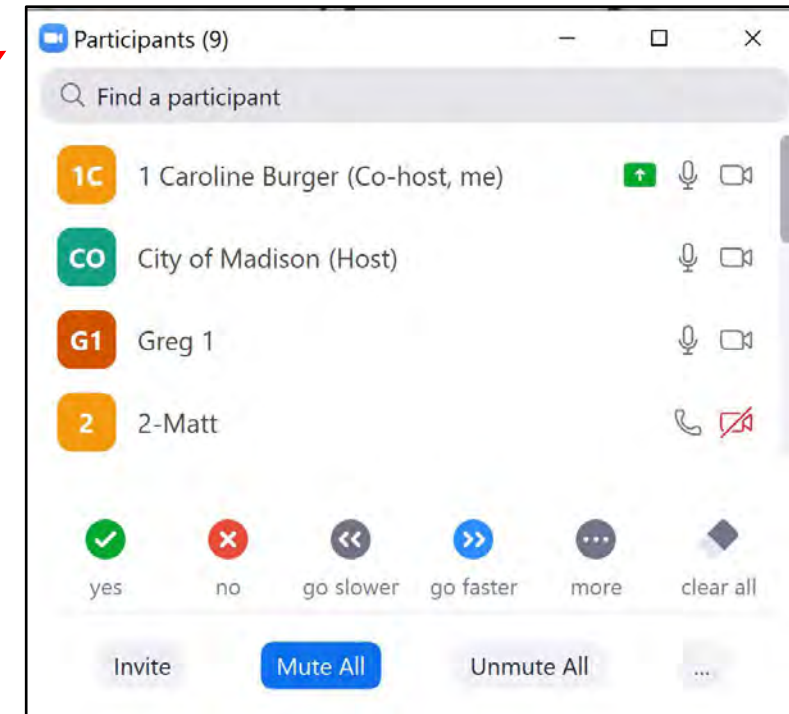 Participants (9)
Find a participant
1C 1 Caroline Burger (Co-host, me)
CO City of Madison (Host)
G1 Greg 1
2 2-Matt
yes no go slower go faster more clear all
Invite Mute All Unmute All ...